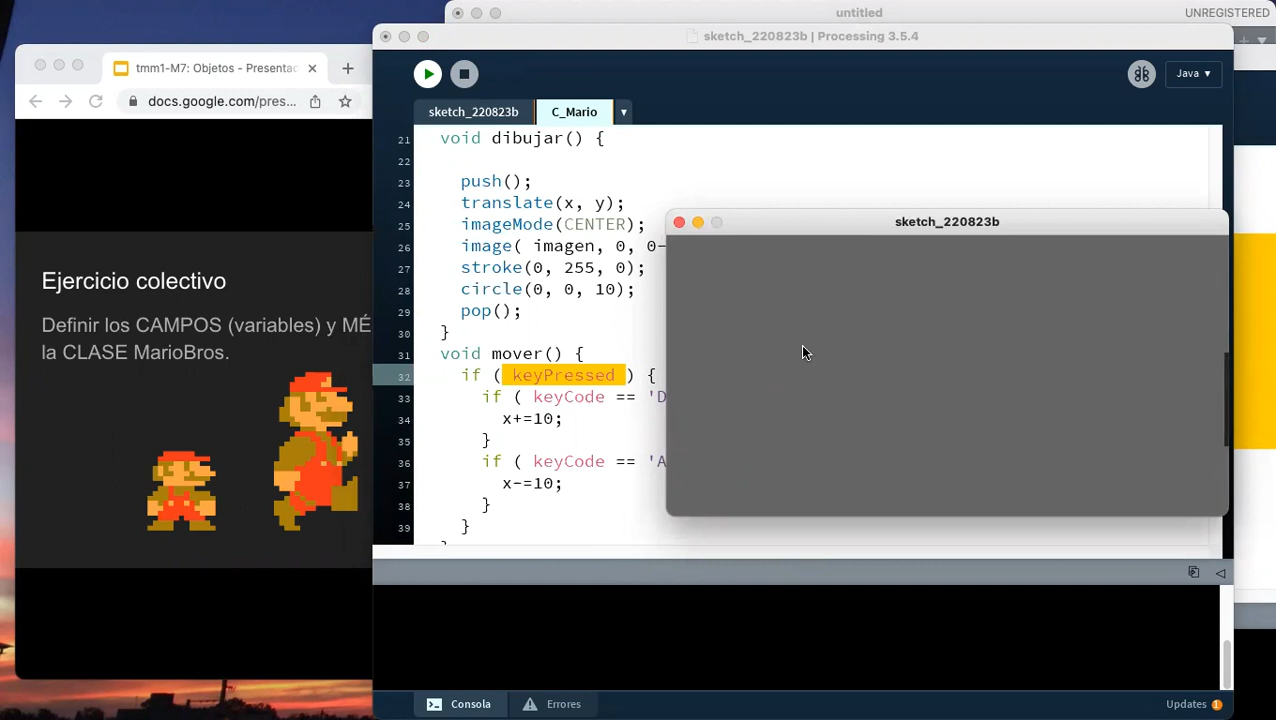 untitled
UNREGISTERED
sketch_220823b | Processing 3.5.4
tmm1-M7: Objetos - Presentac
docs.google.com/pres...
Java
sketch_220823b
C_Mario
21 void dibujar() {
22
23 push();
24 translate(x, y);
25 imageMode(CENTER);
26 image( imagen, 0, 0-
27 stroke(0, 255, 0);
28 circle(0, 0, 10);
29 pop();
30 }
31 void mover() {
32 if ( keyPressed ) {
33 if ( keyCode == 'D
34 x+=10;
35 }
36 if ( keyCode == 'A
37 x-=10;
38 }
39 }
sketch_220823b
Ejercicio colectivo
Definir los CAMPOS (variables) y MÉ
la CLASE MarioBros.
Consola
Errores
Updates 1